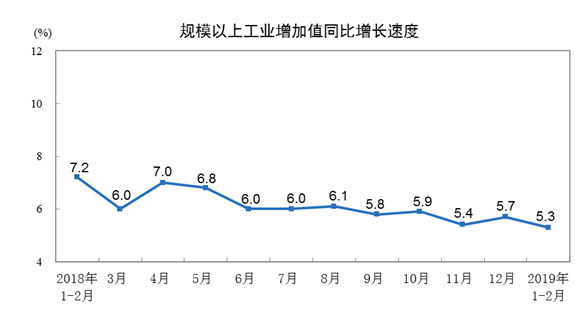 规模以上工业增加值同比增长速度
(%)
12
10
8
6
4
7.2
6.0
7.0
6.8
6.0
6.0
6.1
5.8
5.9
5.4
5.7
5.3
2018年
1-2月
3月
4月
5月
6月
7月
8月
9月
10月
11月
12月
2019年
1-2月